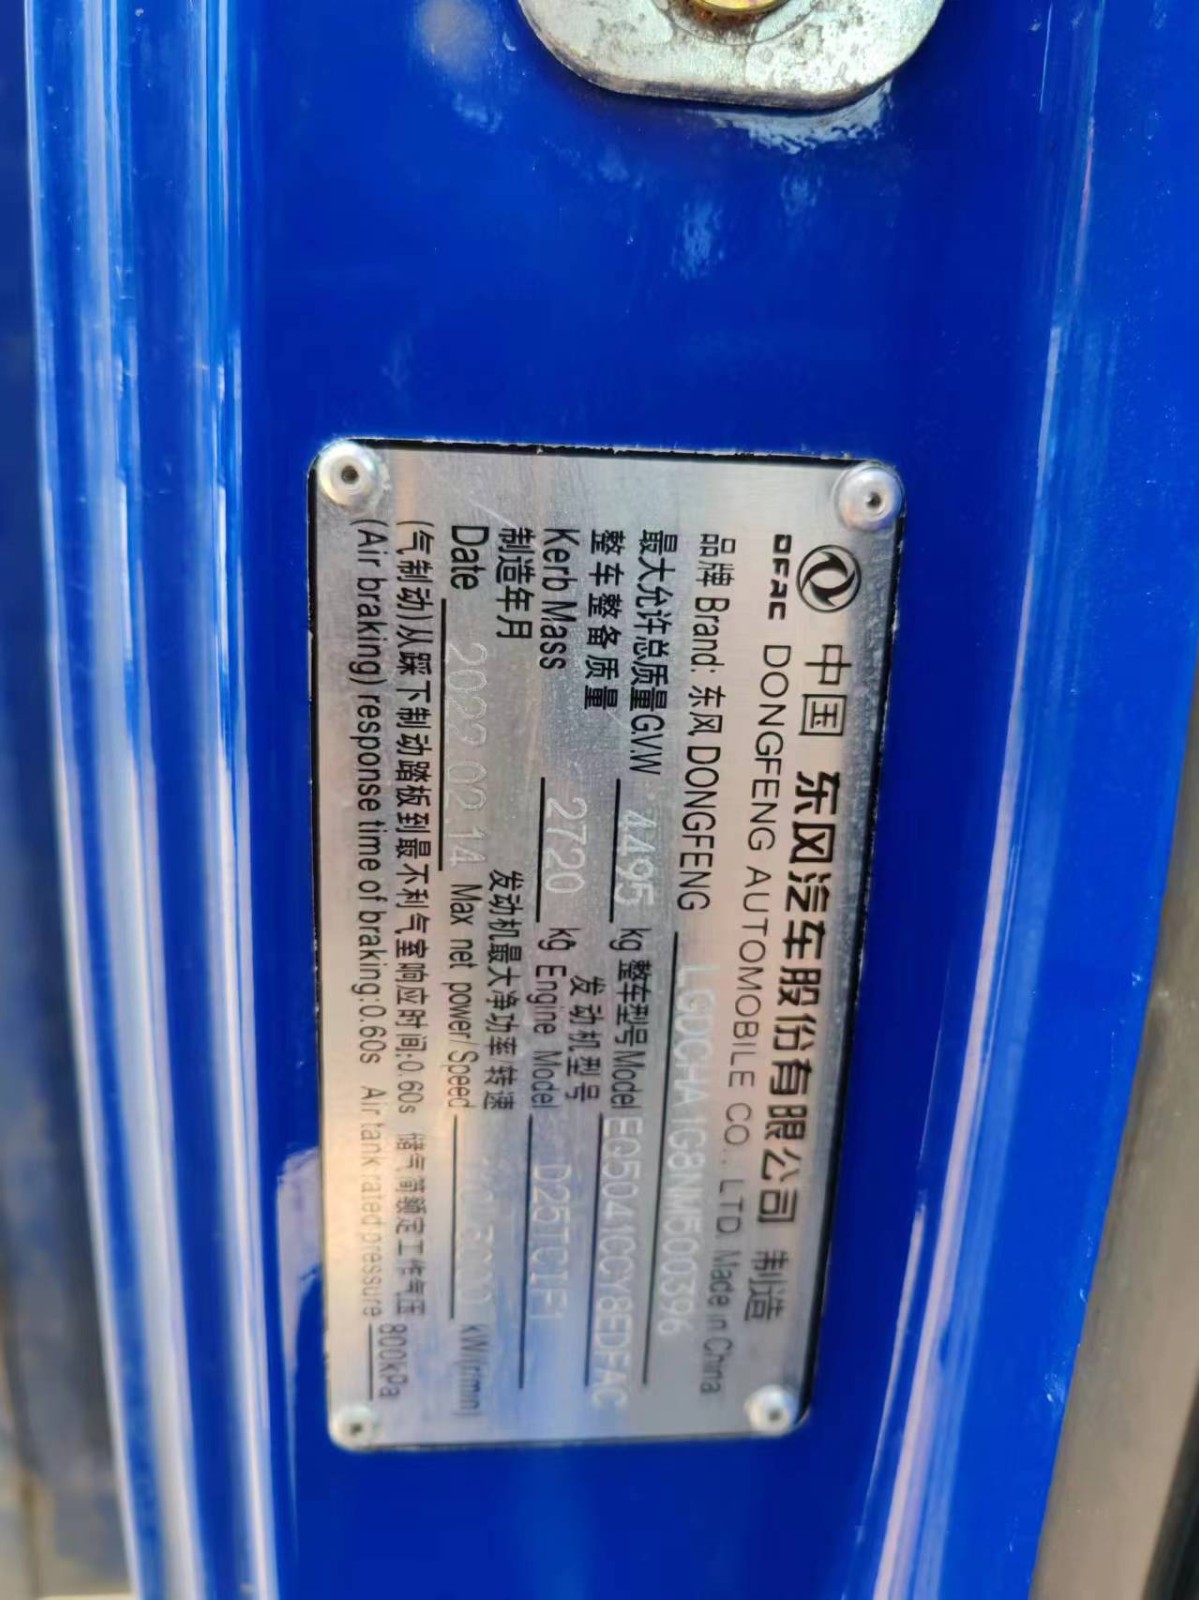 中国 东风汽车股份有限公司 制造
DFAC DONGFENG AUTOMOBILE CO., LTD. Made in China
品牌 Brand: 东风 DONGFENG LGDCHA1G8NM500396
最大允许总质量GV.W 4495 kg 整车型号Model EG5041CCY8EDFAC
整车整备质量 发动机型号
Kerb Mass 2720 kg Engine Model D25TCIF1
制造年月 发动机最大净功率/转速
Date 2022.02.14 Max net power/Speed kW/(r/min)
(气制动)从踩下制动踏板到最不利气室响应时间:0.60s 储气筒额定工作气压
(Air braking) response time of braking:0.60s Air tank rated pressure 800kPa